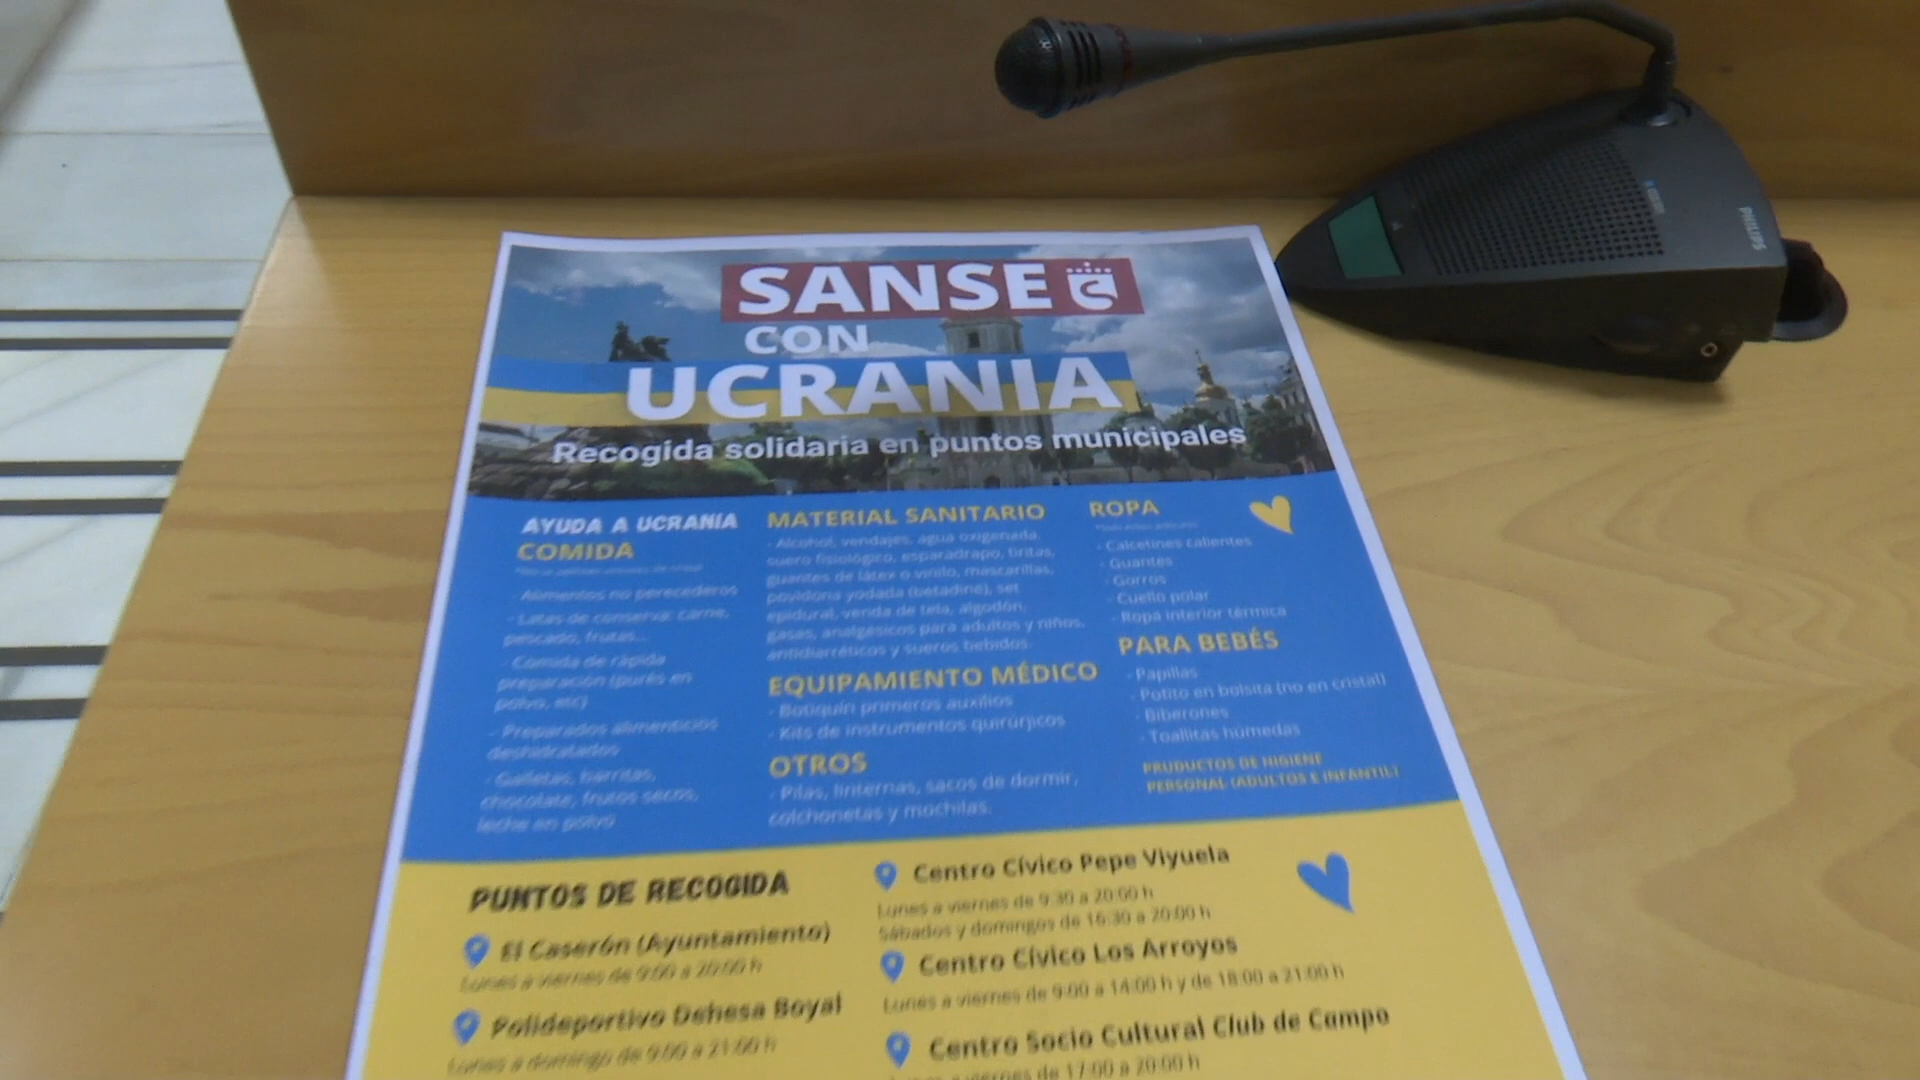 SANSE
CON
UCRANIA
Recogida solidaria en puntos municipales
AYUDA A UCRANIA
COMIDA
- Alimentos no perecederos
- Latas de conserva: carne,
pescado, frutas...
- Comida de rápida
preparación (purés en
polvo, etc)
- Preparados alimenticios
deshidratados
- Galletas, barritas,
chocolate, frutos secos,
leche en polvo
MATERIAL SANITARIO
- Alcohol, vendajes, agua oxigenada,
suero fisiológico, esparadrapo, tiritas,
guantes de látex o vinilo, mascarillas,
povidona yodada (betadine), set
epidural, venda de tela, algodón,
gasas, analgésicos para adultos y niños,
antidiarréticos y sueros bebidos.
EQUIPAMIENTO MÉDICO
- Botiquín primeros auxilios
- Kits de instrumentos quirúrjicos
OTROS
- Pilas, linternas, sacos de dormir,
colchonetas y mochilas.
ROPA
- Calcetines calientes
- Guantes
- Gorros
- Cuello polar
- Ropa interior térmica
PARA BEBÉS
- Papillas
- Potito en bolsita (no en cristal)
- Biberones
- Toallitas húmedas
PRUDUCTOS DE HIGIENE
PERSONAL (ADULTOS E INFANTIL)
PUNTOS DE RECOGIDA
El Caserón (Ayuntamiento)
Lunes a viernes de 9:00 a 20:00 h
Polideportivo Dehesa Boyal
Lunes a domingo de 9:00 a 21:00 h
Centro Cívico Pepe Viyuela
Lunes a viernes de 9:30 a 20:00 h
Sábados y domingos de 16:30 a 20:00 h
Centro Cívico Los Arroyos
Lunes a viernes de 9:00 a 14:00 h y de 18:00 a 21:00 h
Centro Socio Cultural Club de Campo
a viernes de 17:00 a 20:00 h
PHILIPS